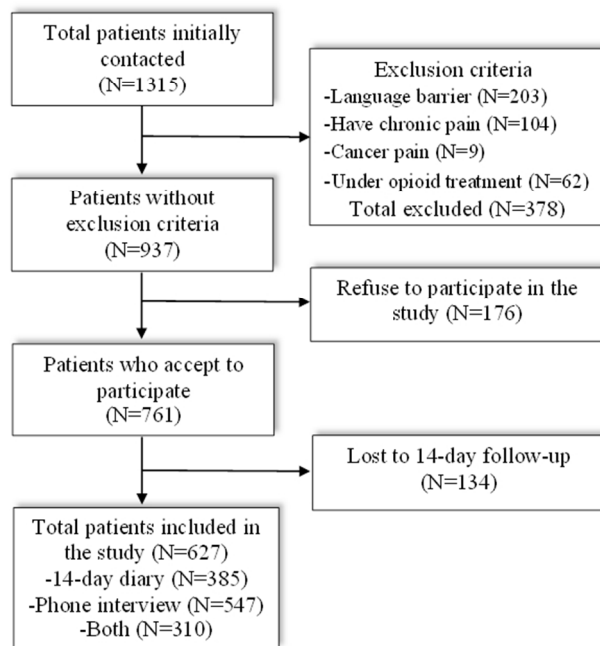 Total patients initially
contacted
(N=1315)
Exclusion criteria
-Language barrier (N=203)
-Have chronic pain (N=104)
-Cancer pain (N=9)
-Under opioid treatment (N=62)
Total excluded (N=378)
Patients without
exclusion criteria
(N=937)
Refuse to participate in the
study (N=176)
Patients who accept to
participate
(N=761)
Lost to 14-day follow-up
(N=134)
Total patients included in
the study (N=627)
-14-day diary (N=385)
-Phone interview (N=547)
-Both (N=310)